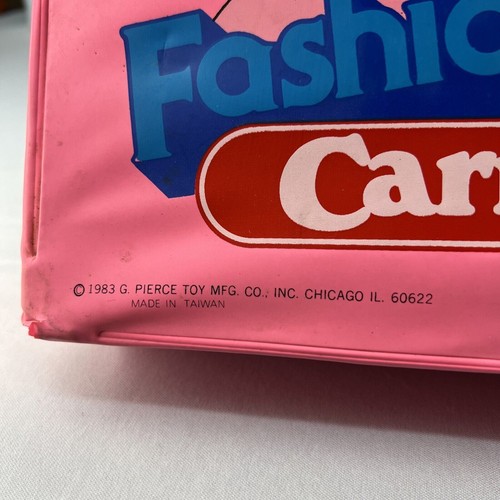 Fashio
Car
© 1983 G. PIERCE TOY MFG. CO., INC. CHICAGO IL. 60622
MADE IN TAIWAN